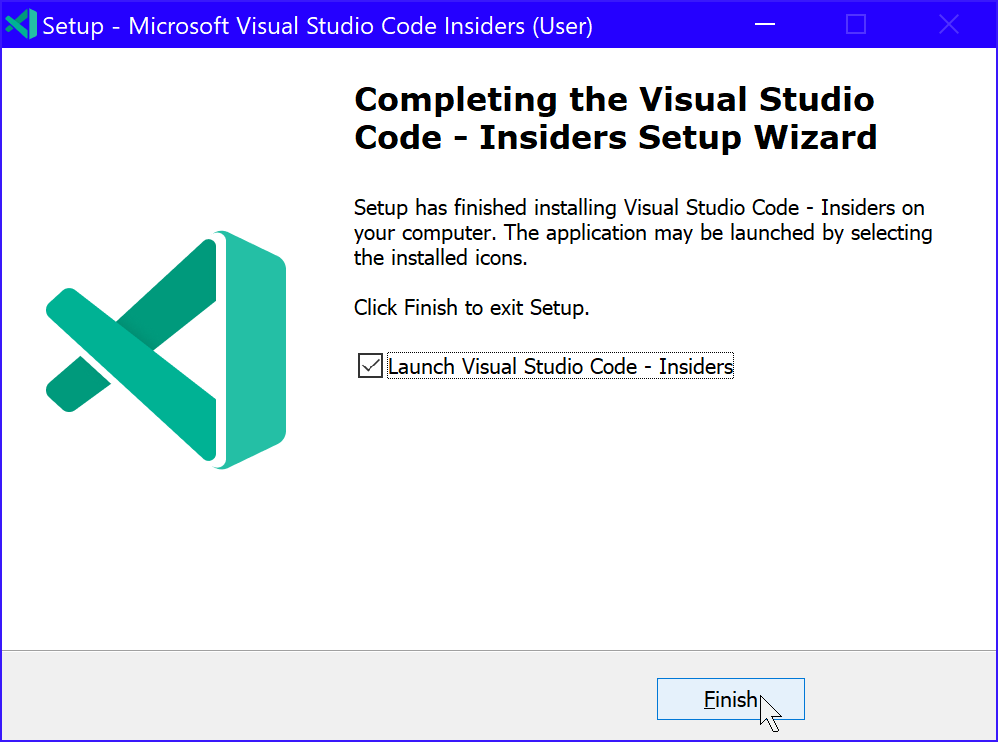 Setup - Microsoft Visual Studio Code Insiders (User)
Completing the Visual Studio
Code - Insiders Setup Wizard
Setup has finished installing Visual Studio Code - Insiders on
your computer. The application may be launched by selecting
the installed icons.
Click Finish to exit Setup.
Launch Visual Studio Code - Insiders
Finish